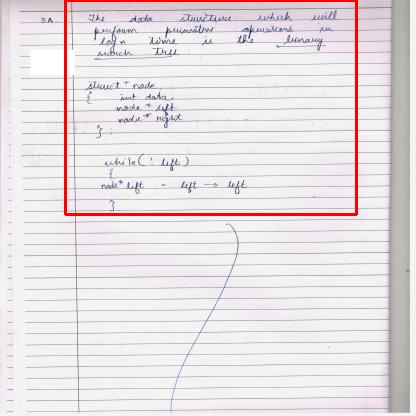 3A. The data structure which will
perform primitive operations in
log n time is the binary
search tree.
struct * node
{ int data
node * left
node * right
} ;
while ( ! left )
{
node * left = left -> left
}